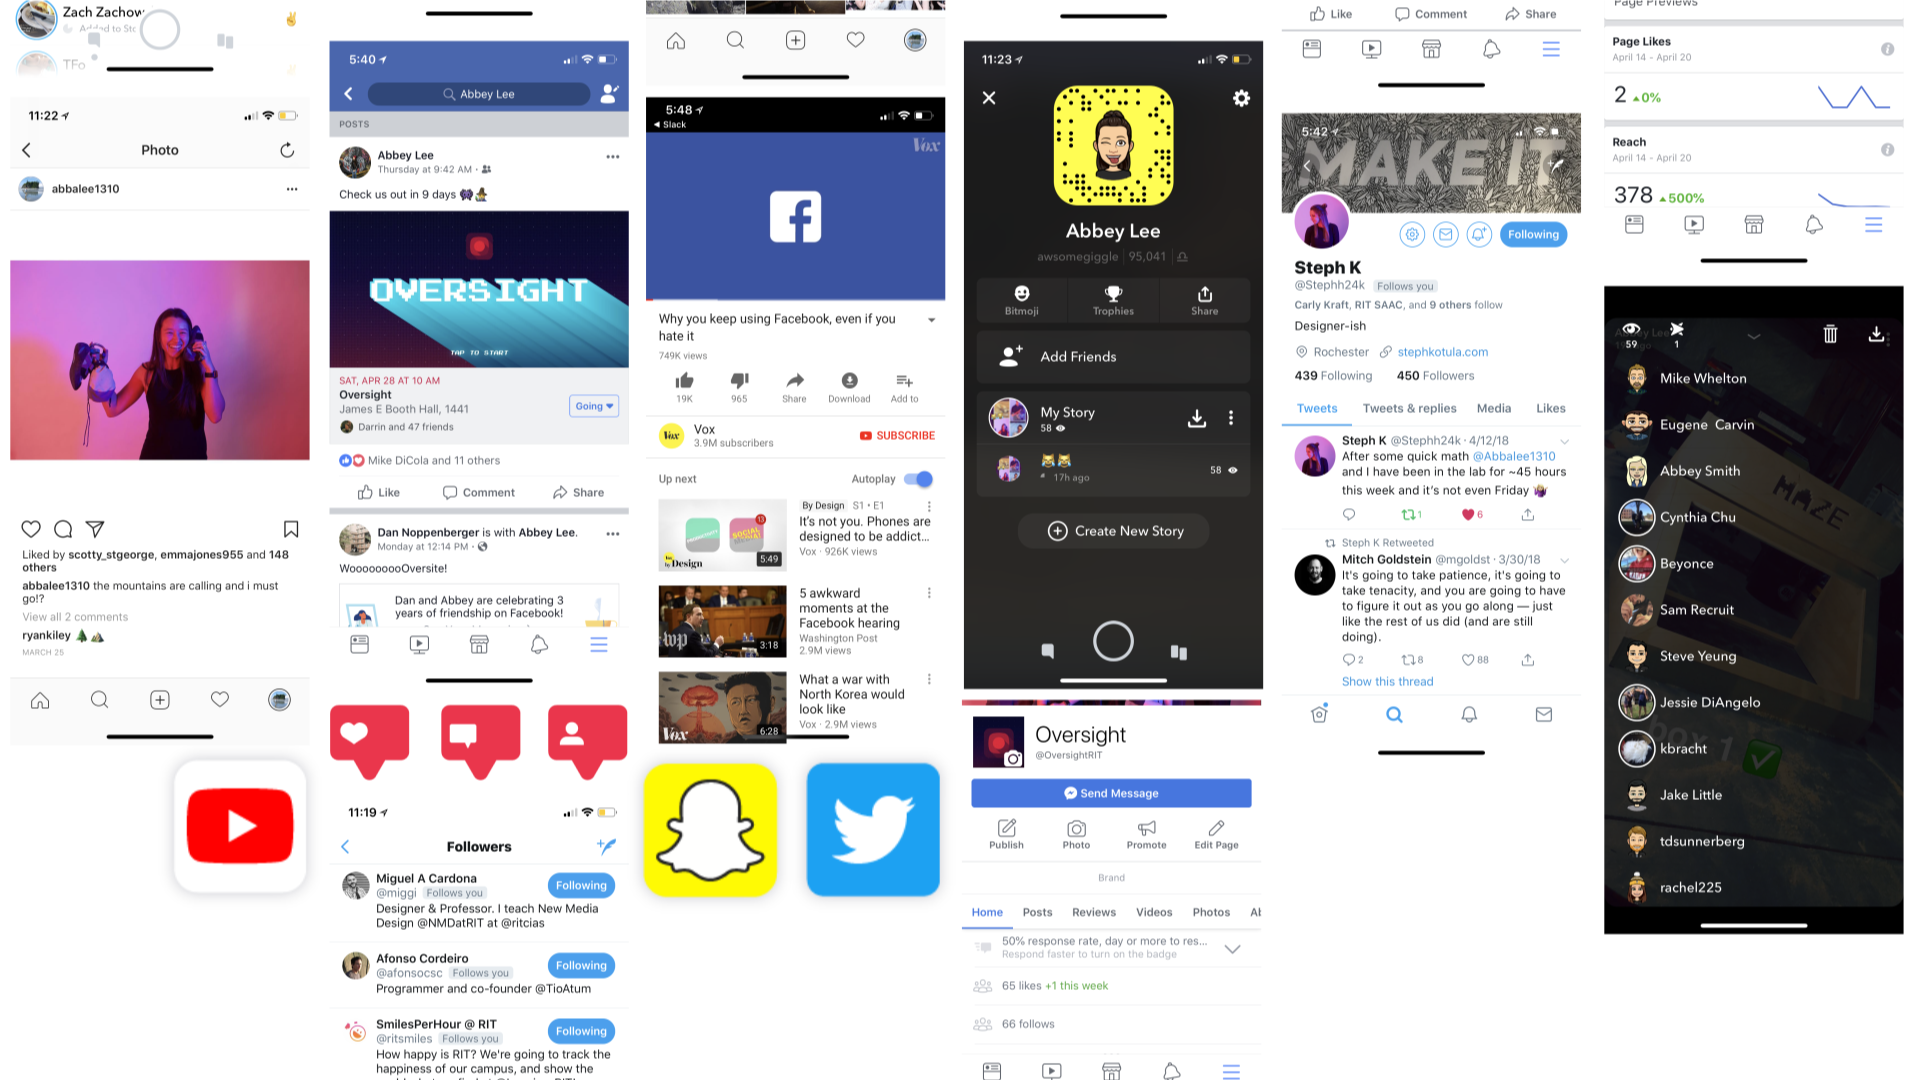 Zach Zachow
Added to Sto
TFo
11:22
Photo
abbalee1310
Liked by scotty_stgeorge, emmajones955 and 148
others
abbalee1310 the mountains are calling and i must
go!?
View all 2 comments
ryankiley
MARCH 25
5:40
Abbey Lee
POSTS
Abbey Lee
Thursday at 9:42 AM
Check us out in 9 days
OVERSIGHT
TAP TO START
SAT, APR 28 AT 10 AM
Oversight
James E Booth Hall, 1441
Going
Darrin and 47 friends
Mike DiCola and 11 others
Like Comment Share
Dan Noppenberger is with Abbey Lee.
Monday at 12:14 PM
WoooooooOversite!
Dan and Abbey are celebrating 3
years of friendship on Facebook!
11:19
Followers
Miguel A Cardona
@miggi Follows you
Following
Designer & Professor. I teach New Media
Design @NMDatRIT at @ritcias
Afonso Cordeiro
@afonsocsc Follows you
Following
Programmer and co-founder @TioAtum
SmilesPerHour @ RIT
@ritsmiles Follows you
Following
How happy is RIT? We're going to track the
happiness of our campus, and show the
5:48
Slack
Vox
Why you keep using Facebook, even if you
hate it
749K views
19K 965 Share Download Add to
Vox
Vox
3.9M subscribers
SUBSCRIBE
Up next Autoplay
By Design S1 • E1
It's not you. Phones are
designed to be addict...
Vox · 926K views
by Design
13
5:49
5 awkward
moments at the
Facebook hearing
Washington Post
2.9M views
wp
3:18
What a war with
North Korea would
look like
Vox · 2.9M views
Vox
6:28
11:23
Abbey Lee
awsomegiggle 95,041
Bitmoji Trophies Share
Add Friends
My Story
58
17h ago
58
Create New Story
Oversight
@OversightRIT
Send Message
Publish Photo Promote Edit Page
Brand
Home Posts Reviews Videos Photos Al
50% response rate, day or more to res...
Respond faster to turn on the badge
65 likes +1 this week
66 follows
Like Comment Share
5:42
MAKE IT
Following
Steph K
@Stephh24k Follows you
Carly Kraft, RIT SAAC, and 9 others follow
Designer-ish
Rochester stephkotula.com
439 Following 450 Followers
Tweets Tweets & replies Media Likes
Steph K @Stephh24k · 4/12/18
After some quick math @Abbalee1310
and I have been in the lab for ~45 hours
this week and it's not even Friday
1 6
Steph K Retweeted
Mitch Goldstein @mgoldst · 3/30/18
It's going to take patience, it's going to
take tenacity, and you are going to have
to figure it out as you go along — just
like the rest of us did (and are still
doing).
2 8 88
Show this thread
Page Previews
Page Likes
April 14 - April 20
2 0%
Reach
April 14 - April 20
378 500%
59 1
Mike Whelton
Eugene Carvin
Abbey Smith
Cynthia Chu
MAZE
Beyonce
Sam Recruit
Steve Yeung
Jessie DiAngelo
kbracht
box 1
Jake Little
tdsunnerberg
rachel225